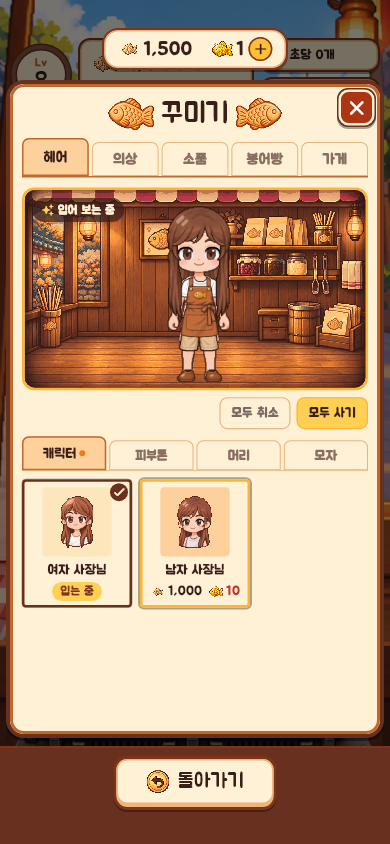 1,500
1
Lv
0
초당 0개
꾸미기
헤어
의상
소품
붕어빵
가게
입어 보는 중
모두 취소
모두 사기
캐릭터
피부톤
머리
모자
여자 사장님
입는 중
남자 사장님
1,000
10
돌아가기